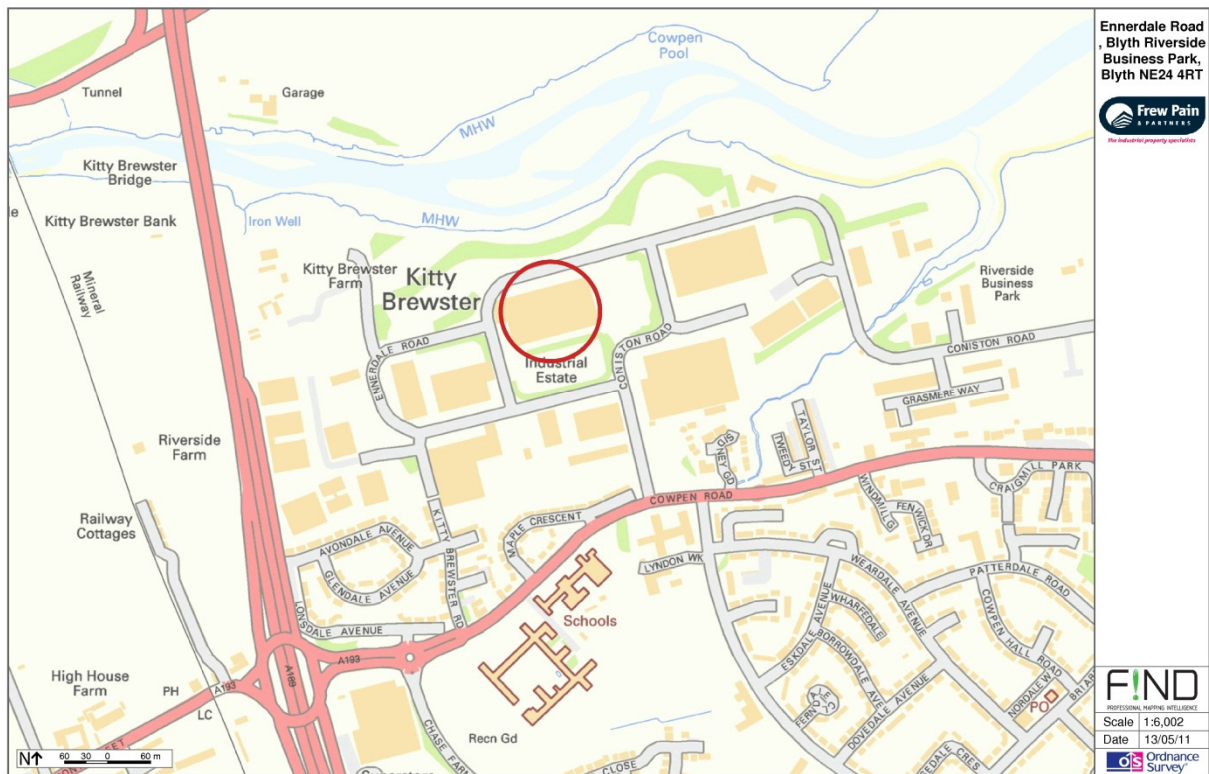 Cowpen
Pool
Tunnel
Garage
MHW
Kitty Brewster
Bridge
Kitty Brewster Bank
Iron Well
MHW
Mineral
Railway
Kitty Brewster
Farm
Kitty
Brewster
Riverside
Business
Park
ENNERDALE ROAD
Industrial
Estate
CONISTON ROAD
CONISTON ROAD
GRASMERE WAY
Riverside
Farm
TAYLOR ST
TWEEDY ST
SIDNEY GD
COWPEN ROAD
CRAIGMILL PARK
WINDMILL G
FENWICK DR
Railway
Cottages
AVONDALE AVENUE
GLENDALE AVENUE
LONSDALE AVENUE
KITTY BREWSTER RD
MAPLE CRESCENT
LYNDON WK
WEARDALE AVENUE
PATTERDALE ROAD
COWPEN HALL ROAD
ESKDALE AVENUE
WHARFEDALE
BORROWDALE AVE
DOVEDALE AVENUE
NORDALE WAY
BRIAR
PO
Schools
High House
Farm
PH
LC
A193
A189
A193
CHASE FARM
Recn Gd
N
60 30 0 60 m
Ennerdale Road
, Blyth Riverside
Business Park,
Blyth NE24 4RT
Frew Pain
& PARTNERS
The industrial property specialists
F!ND
PROFESSIONAL MAPPING INTELLIGENCE
Scale 1:6,002
Date 13/05/11
OS Ordnance
Survey®